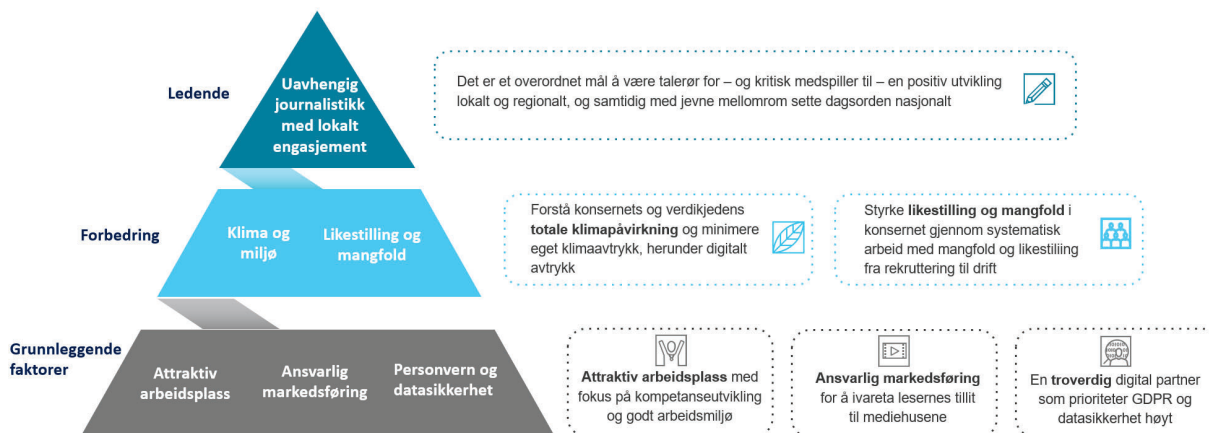 Ledende
Uavhengig
journalistikk
med lokalt
engasjement
Det er et overordnet mål å være talerør for – og kritisk medspiller til – en positiv utvikling
lokalt og regionalt, og samtidig med jevne mellomrom sette dagsorden nasjonalt
Forbedring
Klima og
miljø
Likestilling og
mangfold
Forstå konsernets og verdikjedens
totale klimapåvirkning og minimere
eget klimaavtrykk, herunder digitalt
avtrykk
Styrke likestilling og mangfold i
konsernet gjennom systematisk
arbeid med mangfold og likestilling
fra rekruttering til drift
Grunnleggende
faktorer
Attraktiv
arbeidsplass
Ansvarlig
markedsføring
Personvern og
datasikkerhet
Attraktiv arbeidsplass med
fokus på kompetanseutvikling
og godt arbeidsmiljø
Ansvarlig markedsføring
for å ivareta lesernes tillit
til mediehusene
En troverdig digital partner
som prioriteter GDPR og
datasikkerhet høyt